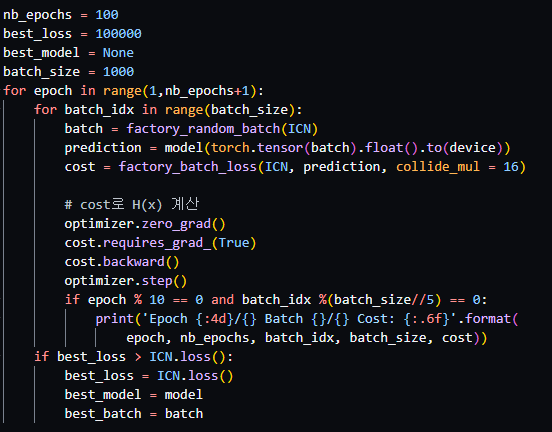 nb_epochs = 100
best_loss = 100000
best_model = None
batch_size = 1000
for epoch in range(1,nb_epochs+1):
    for batch_idx in range(batch_size):
        batch = factory_random_batch(ICN)
        prediction = model(torch.tensor(batch).float().to(device))
        cost = factory_batch_loss(ICN, prediction, collide_mul = 16)

        # cost로 H(x) 계산
        optimizer.zero_grad()
        cost.requires_grad_(True)
        cost.backward()
        optimizer.step()
        if epoch % 10 == 0 and batch_idx %(batch_size//5) == 0:
            print('Epoch {:4d}/{} Batch {}/{} Cost: {:.6f}'.format(
                epoch, nb_epochs, batch_idx, batch_size, cost))
    if best_loss > ICN.loss():
        best_loss = ICN.loss()
        best_model = model
        best_batch = batch